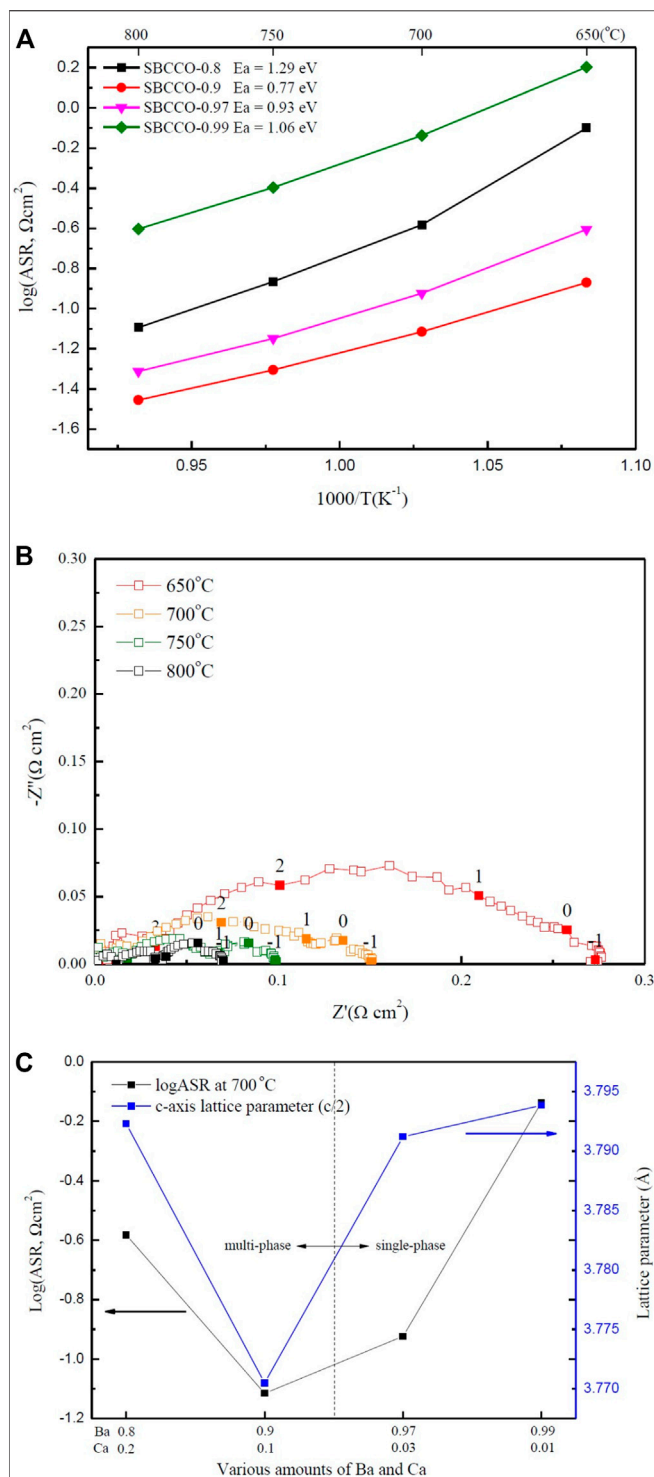 A
800 750 700 650(°C)
SBCCO-0.8 Ea = 1.29 eV
SBCCO-0.9 Ea = 0.77 eV
SBCCO-0.97 Ea = 0.93 eV
SBCCO-0.99 Ea = 1.06 eV
0.2
0.0
-0.2
-0.4
-0.6
-0.8
-1.0
-1.2
-1.4
-1.6
log(ASR, Ωcm²)
0.95 1.00 1.05 1.10
1000/T(K⁻¹)
B
650°C
700°C
750°C
800°C
0.30
0.25
0.20
0.15
0.10
0.05
0.00
-Z''(Ω cm²)
2 1 0 -1
3 2 1 0 -1
0 -1 0 -1
0.0 0.1 0.2 0.3
Z'(Ω cm²)
C
logASR at 700°C
c-axis lattice parameter (c/2)
0.0
-0.2
-0.4
-0.6
-0.8
-1.0
-1.2
Log(ASR, Ωcm²)
multi-phase single-phase
3.795
3.790
3.785
3.780
3.775
3.770
Lattice parameter (Å)
Ba 0.8 0.9 0.97 0.99
Ca 0.2 0.1 0.03 0.01
Various amounts of Ba and Ca